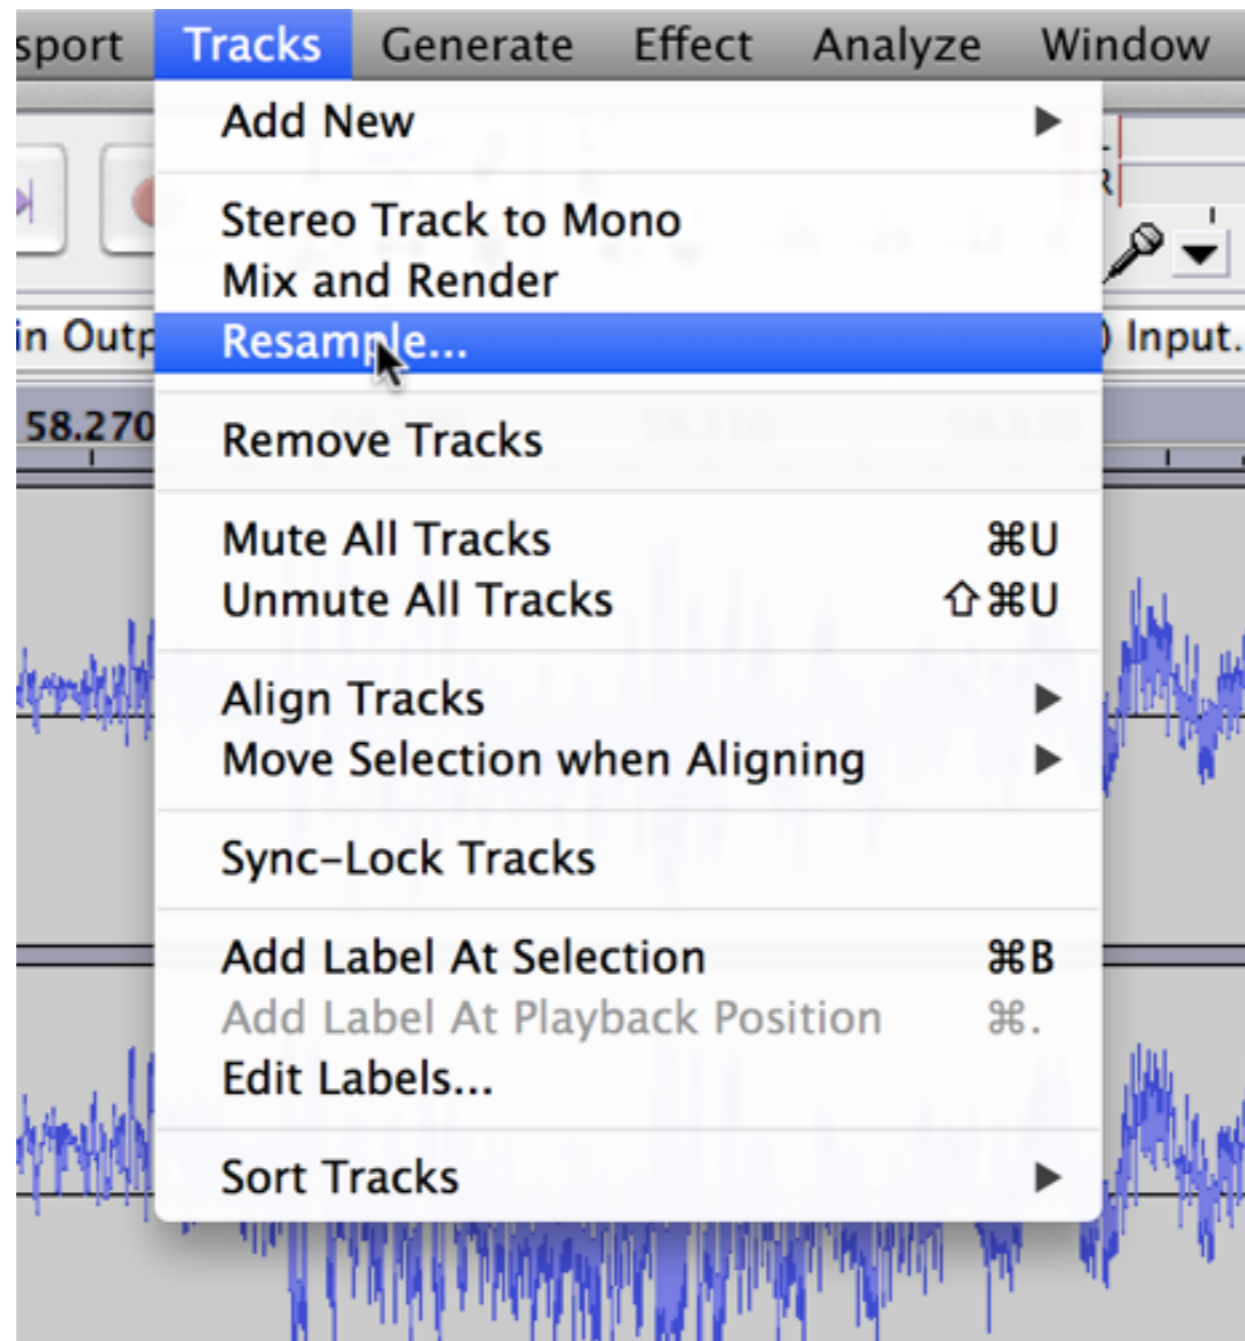 sport Tracks Generate Effect Analyze Window
Add New
R
Stereo Track to Mono
Mix and Render
in Outp
Resample...
) Input.
58.270
Remove Tracks
Mute All Tracks ⌘U
Unmute All Tracks ⇧⌘U
Align Tracks
Move Selection when Aligning
Sync-Lock Tracks
Add Label At Selection ⌘B
Add Label At Playback Position ⌘.
Edit Labels...
Sort Tracks